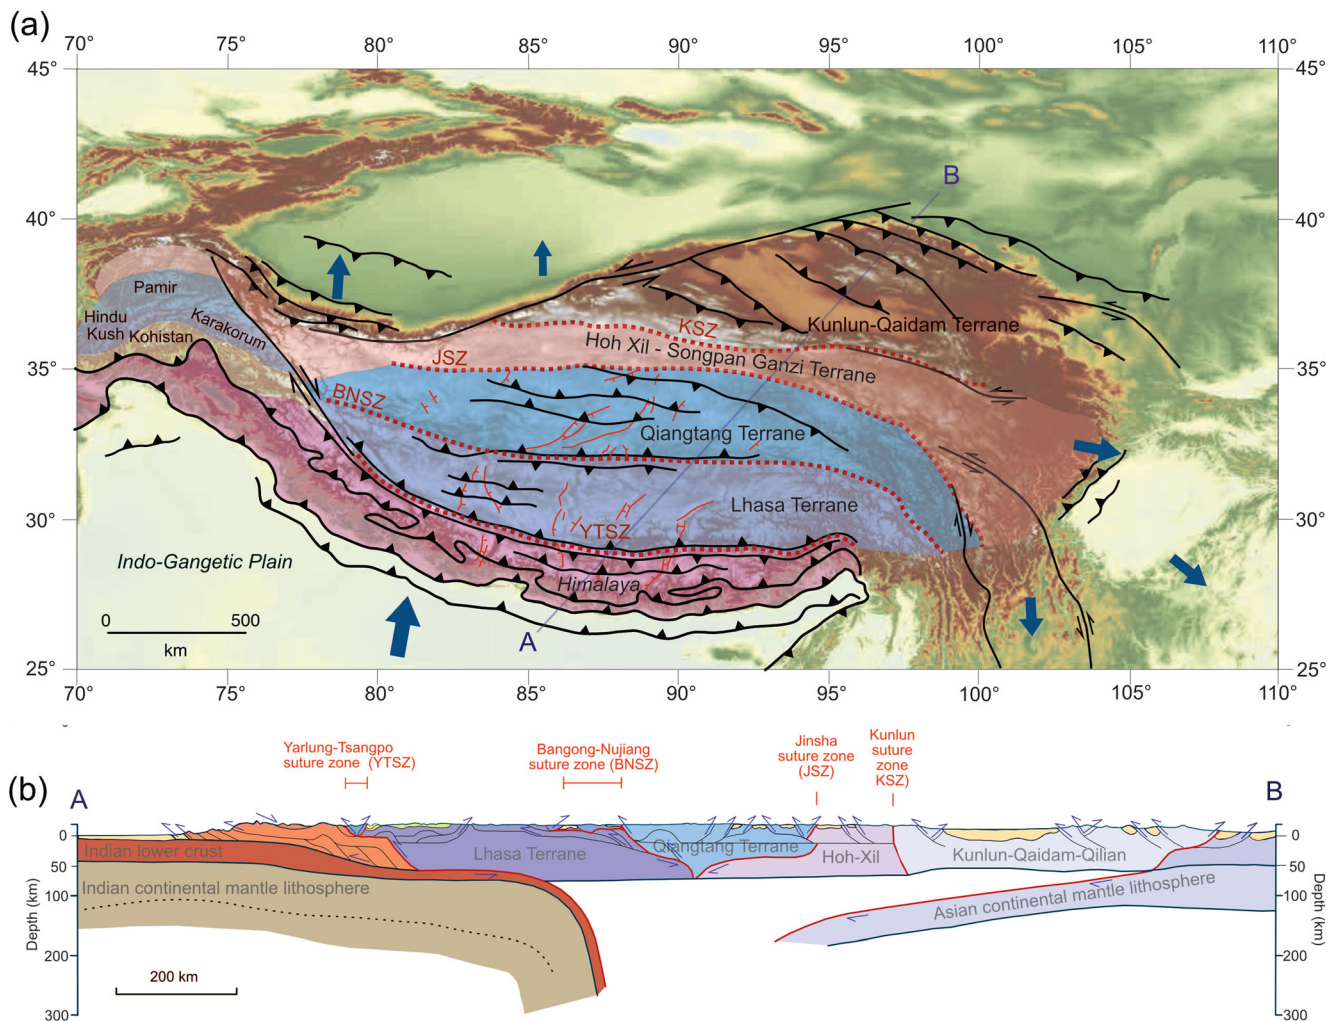 (a)
70° 75° 80° 85° 90° 95° 100° 105° 110°
45° 45°
B
40° 40°
Pamir
Hindu
Kush Kohistan
Karakorum
KSZ
Kunlun-Qaidam Terrane
JSZ
Hoh Xil - Songpan Ganzi Terrane
35° 35°
BNSZ
Qiangtang Terrane
Lhasa Terrane
30° 30°
YTSZ
Indo-Gangetic Plain
Himalaya
0 500
km
A
25° 25°
70° 75° 80° 85° 90° 95° 100° 105° 110°
Yarlung-Tsangpo
suture zone (YTSZ)
Bangong-Nujiang
suture zone (BNSZ)
Jinsha
suture zone
(JSZ)
Kunlun
suture
zone
KSZ)
(b)
A B
0 0
Indian lower crust
Lhasa Terrane
Qiangtang Terrane
Hoh-Xil
Kunlun-Qaidam-Qilian
50 50
Indian continental mantle lithosphere
Asian continental mantle lithosphere
100 100
Depth (km) Depth (km)
200 200
200 km
300 300